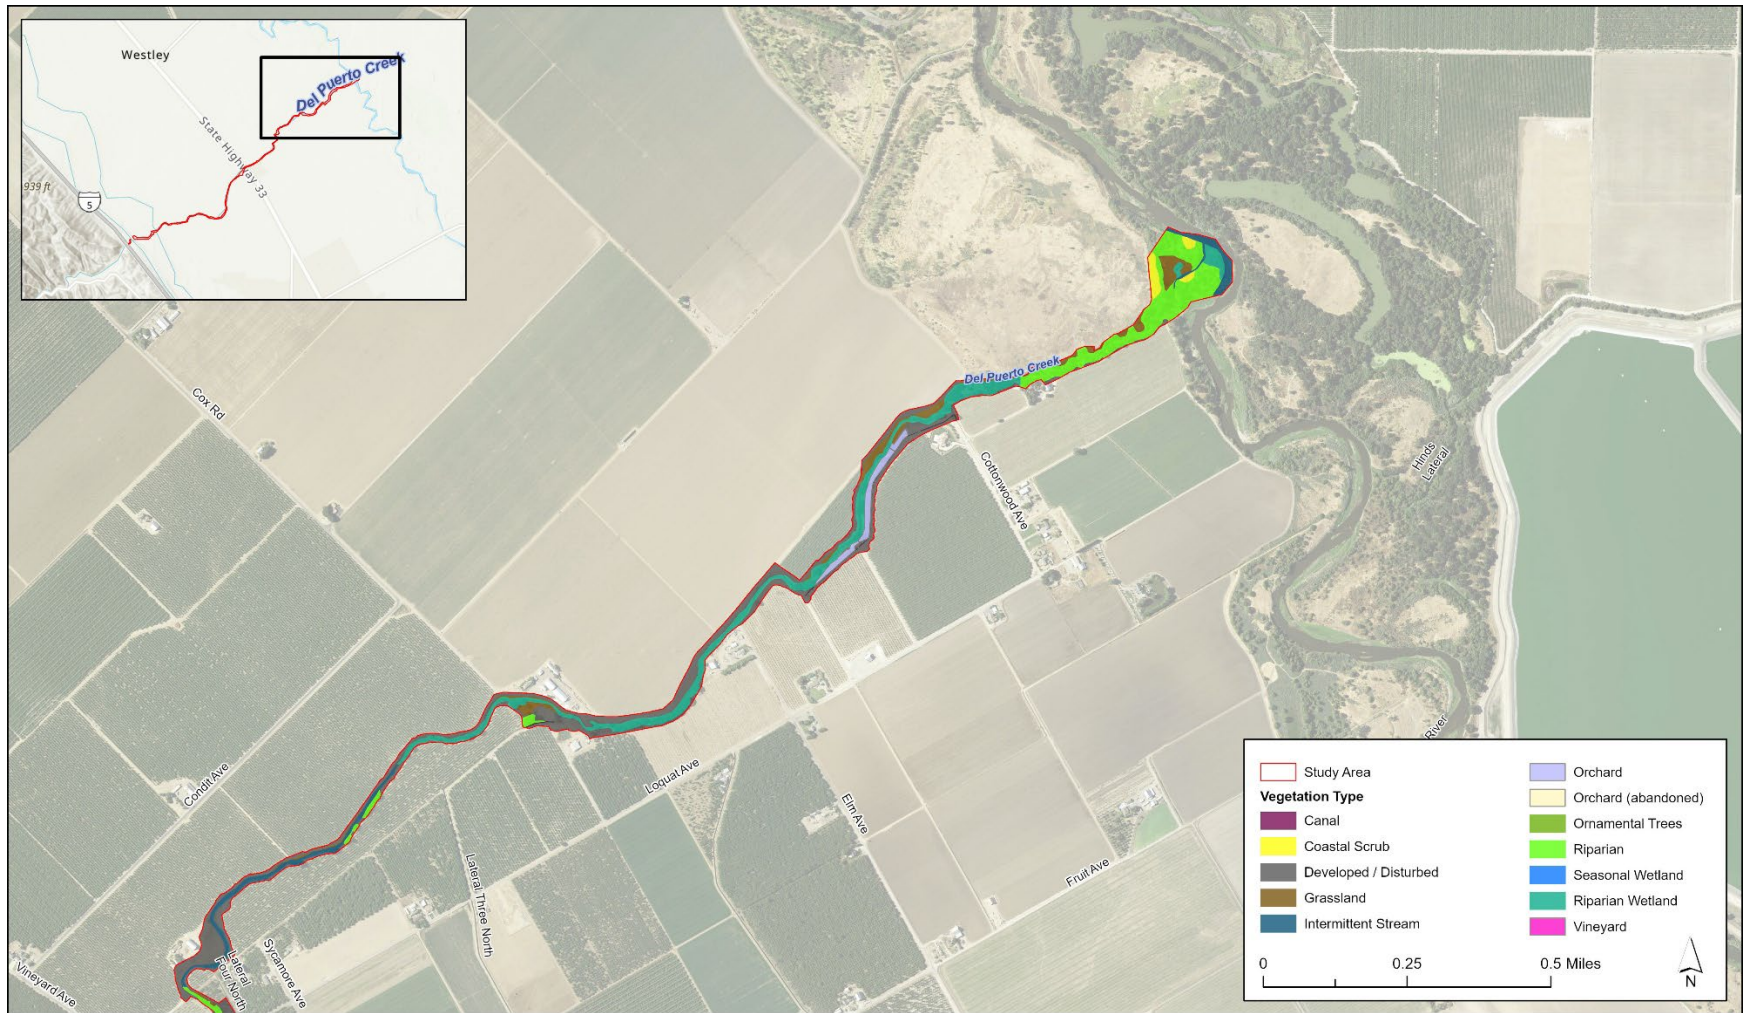 Westley
Del Puerto Creek
State Highway 33
939 ft
5
Del Puerto Creek
Cox Rd
Cottonwood Ave
Hinds
Lateral
River
Condit Ave
Loquat Ave
Elm Ave
Fruit Ave
Lateral Three North
Lateral
Four North
Sycamore Ave
Vineyard Ave
Study Area
Vegetation Type
Canal
Coastal Scrub
Developed / Disturbed
Grassland
Intermittent Stream
Orchard
Orchard (abandoned)
Ornamental Trees
Riparian
Seasonal Wetland
Riparian Wetland
Vineyard
0 0.25 0.5 Miles
N